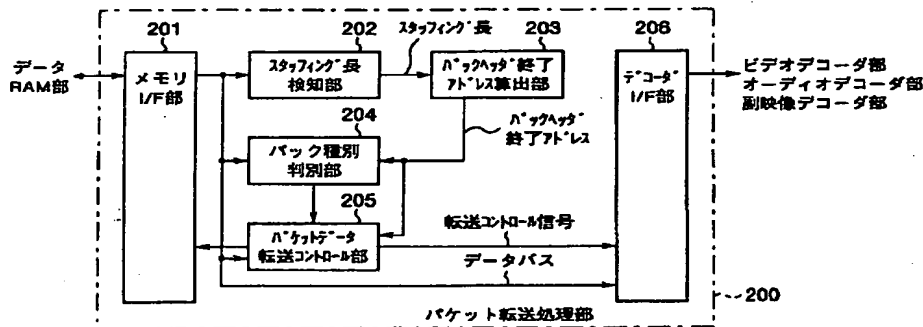 201
メモリ
I/F部
データ
RAM部
202
スタッフィング長
検知部
スタッフィング長
203
パックヘッダ終了
アドレス算出部
206
デコーダ
I/F部
ビデオデコーダ部
オーディオデコーダ部
副映像デコーダ部
パックヘッダ
終了アドレス
204
パック種別
判別部
205
パケットデータ
転送コントロール部
転送コントロール信号
データバス
200
パケット転送処理部